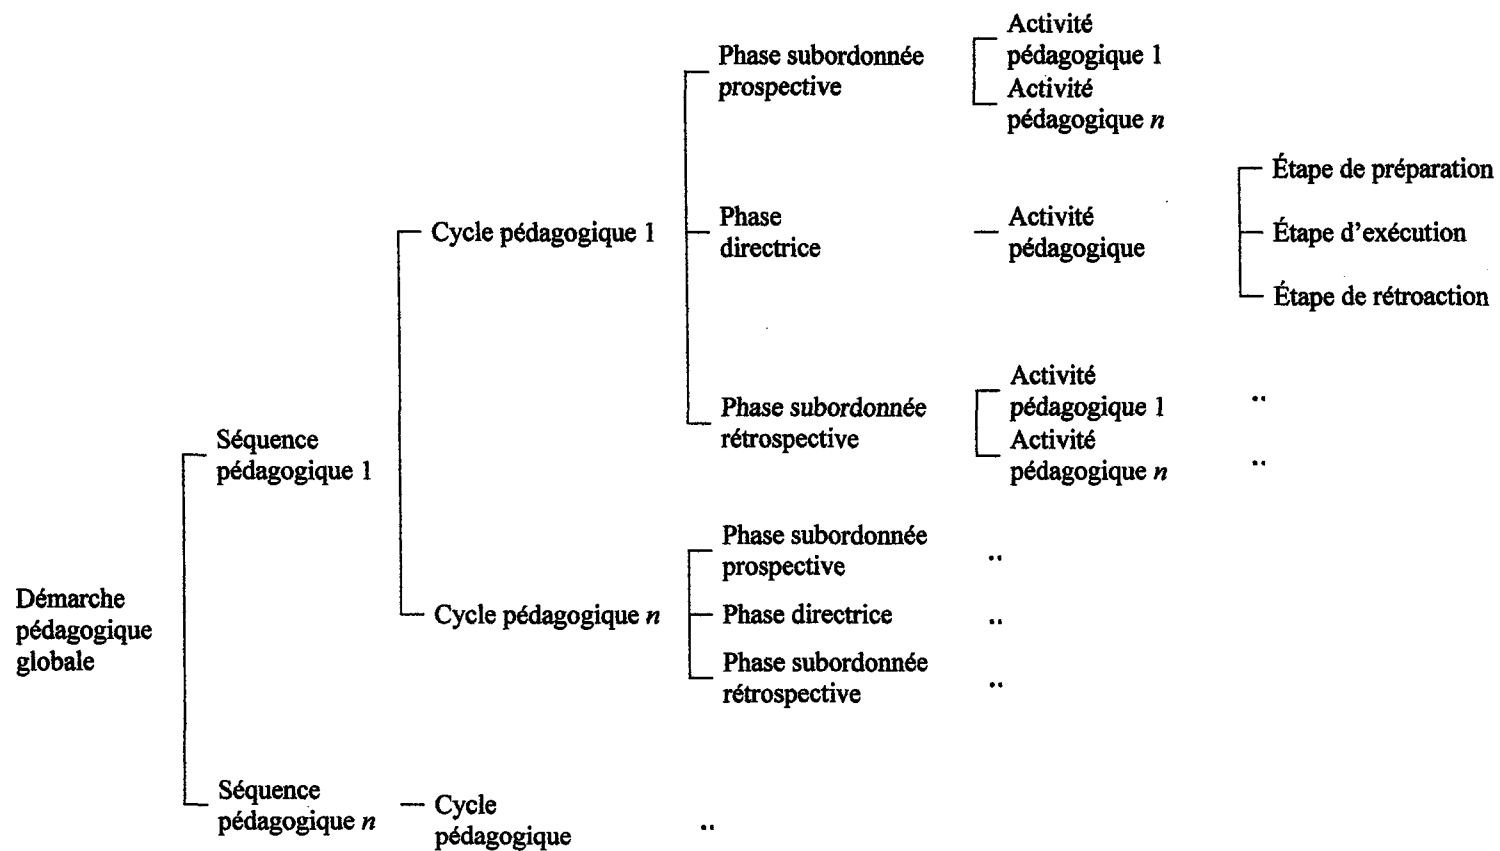 Activité
pédagogique 1
Phase subordonnée
prospective
Activité
pédagogique n
Étape de préparation
Phase
directrice
Activité
pédagogique
Cycle pédagogique 1
Étape d'exécution
Étape de rétroaction
Activité
pédagogique 1
..
Phase subordonnée
rétrospective
Activité
pédagogique n
..
Séquence
pédagogique 1
Phase subordonnée
prospective
..
Démarche
pédagogique
globale
Cycle pédagogique n
Phase directrice
..
Phase subordonnée
rétrospective
..
Séquence
pédagogique n
Cycle
pédagogique
..